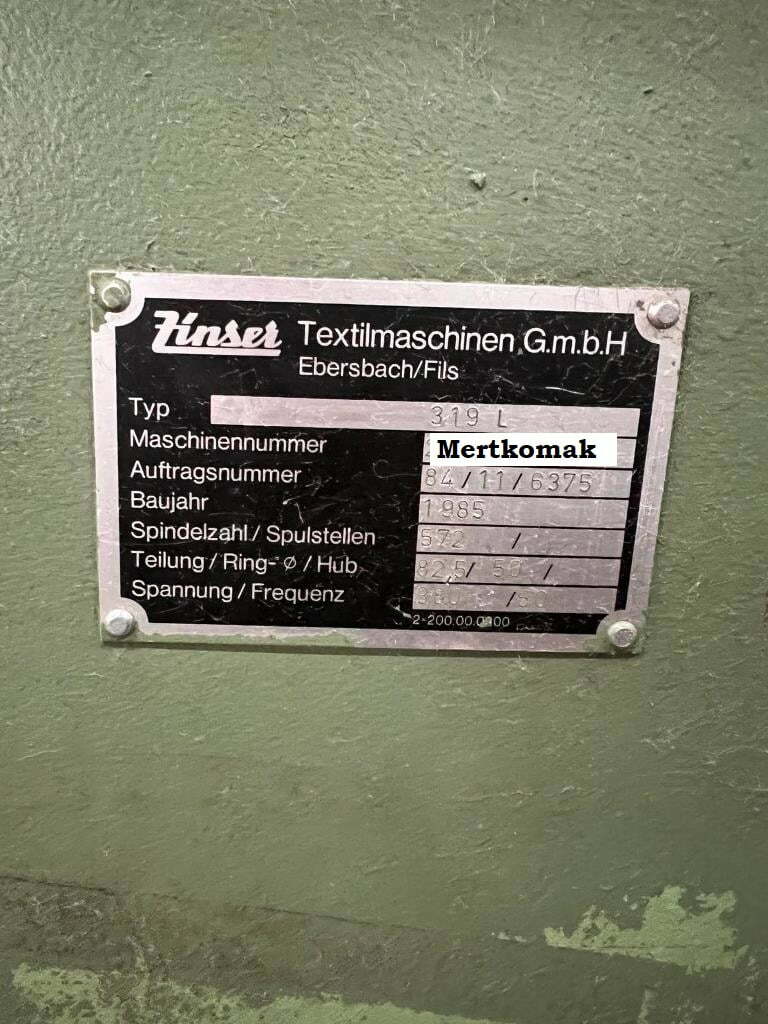 Zinser Textilmaschinen G.m.b.H
Ebersbach/Fils
Typ 319 L
Maschinennummer Mertkomak
Auftragsnummer 84/11/6375
Baujahr 1985
Spindelzahl/Spulstellen 572 /
Teilung/Ring-ø/Hub 82,5/ 50 /
Spannung/Frequenz
2-200.00.0900